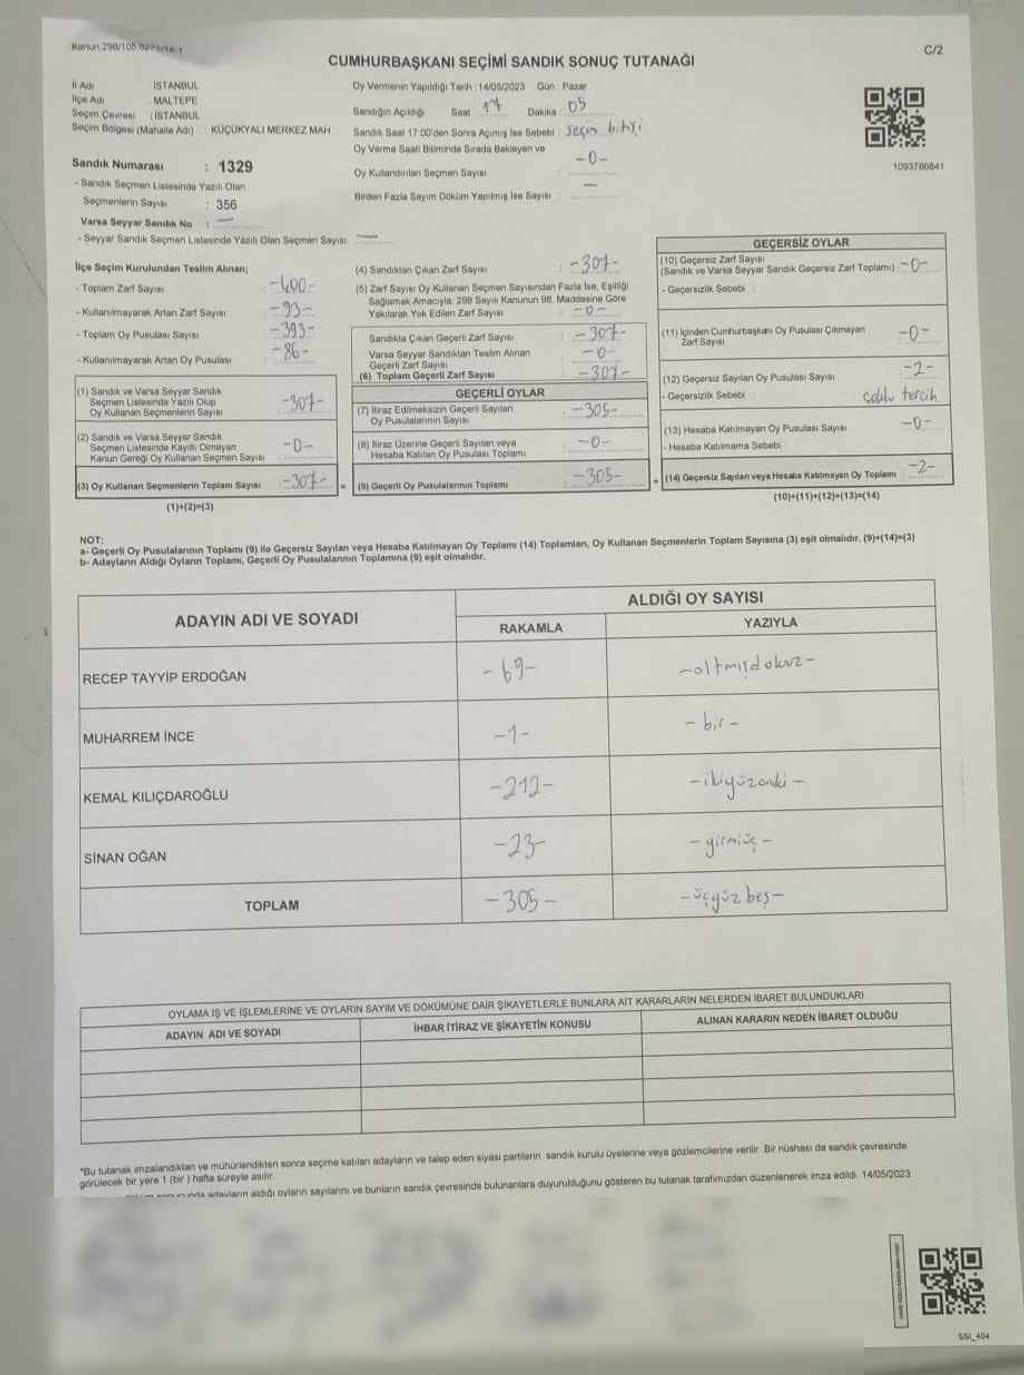 CUMHURBAŞKANI SEÇİMİ SANDIK SONUÇ TUTANAĞI
C/2
İl Adı İSTANBUL
İlçe Adı MALTEPE
Seçim Çevresi : İSTANBUL
Seçim Bölgesi (Mahalle Adı) : KÜÇÜKYALI MERKEZ MAH
Sandık Numarası : 1329
- Sandık Seçmen Listesinde Yazılı Olan
Seçmenlerin Sayısı : 356
Varsa Seyyar Sandık No : —
- Seyyar Sandık Seçmen Listesinde Yazılı Olan Seçmen Sayısı —
Oy Vermenin Yapıldığı Tarih : 14/05/2023 Gün : Pazar
Sandığın Açıldığı Saat 17 Dakika : 05
Sandık Saat 17:00'den Sonra Açımış İse Sebebi : Seçim bitişi
Oy Verme Saati Bitiminde Sırada Bekleyen ve
Oy Kullandırılan Seçmen Sayısı -0-
Birden Fazla Sayım Döküm Yapılmış İse Sayısı —
1093766841
İlçe Seçim Kurulundan Teslim Alınan;
- Toplam Zarf Sayısı -400-
- Kullanılmayarak Artan Zarf Sayısı -93-
- Toplam Oy Pusulası Sayısı -393-
- Kullanılmayarak Artan Oy Pusulası -86-
(1) Sandık ve Varsa Seyyar Sandık
Seçmen Listesinde Yazılı Olup
Oy Kullanan Seçmenlerin Sayısı -307-
(2) Sandık ve Varsa Seyyar Sandık
Seçmen Listesinde Kayıtlı Olmayan
Kanun Gereği Oy Kullanan Seçmen Sayısı -0-
(3) Oy Kullanan Seçmenlerin Toplam Sayısı -307-
(1)+(2)=(3)
(4) Sandıktan Çıkan Zarf Sayısı : -307-
(5) Zarf Sayısı Oy Kullanan Seçmen Sayısından Fazla İse, Eşitliği
Sağlamak Amacıyla; 298 Sayılı Kanunun 98. Maddesine Göre
Yakılarak Yok Edilen Zarf Sayısı : -0-
Sandıkta Çıkan Geçerli Zarf Sayısı : -307-
Varsa Seyyar Sandıktan Teslim Alınan
Geçerli Zarf Sayısı : -0-
(6) Toplam Geçerli Zarf Sayısı -307-
GEÇERLİ OYLAR
(7) İtiraz Edilmeksizin Geçerli Sayılan
Oy Pusulalarının Sayısı : -305-
(8) İtiraz Üzerine Geçerli Sayılan veya
Hesaba Katılan Oy Pusulası Toplamı : -0-
= (9) Geçerli Oy Pusulalarının Toplamı : -305-
GEÇERSİZ OYLAR
(10) Geçersiz Zarf Sayısı
(Sandık ve Varsa Seyyar Sandık Geçersiz Zarf Toplamı) : -0-
- Geçersizlik Sebebi
(11) İçinden Cumhurbaşkanı Oy Pusulası Çıkmayan
Zarf Sayısı -0-
(12) Geçersiz Sayılan Oy Pusulası Sayısı -2-
- Geçersizlik Sebebi : çoklu tercih
(13) Hesaba Katılmayan Oy Pusulası Sayısı -0-
- Hesaba Katılmama Sebebi
+ (14) Geçersiz Sayılan veya Hesaba Katılmayan Oy Toplamı -2-
(10)+(11)+(12)+(13)=(14)
NOT:
a- Geçerli Oy Pusulalarının Toplamı (9) ile Geçersiz Sayılan veya Hesaba Katılmayan Oy Toplamı (14) Toplamları, Oy Kullanan Seçmenlerin Toplam Sayısına (3) eşit olmalıdır. (9)+(14)=(3)
b- Adayların Aldığı Oyların Toplamı, Geçerli Oy Pusulalarının Toplamına (9) eşit olmalıdır.
ADAYIN ADI VE SOYADI
ALDIĞI OY SAYISI
RAKAMLA YAZIYLA
RECEP TAYYİP ERDOĞAN -69- -altmışdokuz-
MUHARREM İNCE -1- -bir-
KEMAL KILIÇDAROĞLU -212- -ikiyüzoniki-
SİNAN OĞAN -23- -yirmiüç-
TOPLAM -305- -üçyüz beş-
OYLAMA İŞ VE İŞLEMLERİNE VE OYLARIN SAYIM VE DÖKÜMÜNE DAİR ŞİKAYETLERLE BUNLARA AİT KARARLARIN NELERDEN İBARET BULUNDUKLARI
ADAYIN ADI VE SOYADI İHBAR İTİRAZ VE ŞİKAYETİN KONUSU ALINAN KARARIN NEDEN İBARET OLDUĞU
*Bu tutanak imzalandıktan ve mühürlendikten sonra seçime katılan adayların ve talep eden siyasi partilerin sandık kurulu üyelerine veya gözlemcilerine verilir. Bir nüshası da sandık çevresinde
görülecek bir yere 1 (bir ) hafta süreyle asılır.
adayların aldığı oyların sayılarını ve bunların sandık çevresinde bulunanlara duyurulduğunu gösteren bu tutanak tarafımızdan düzenlenerek imza edildi. 14/05/2023
SSI_404